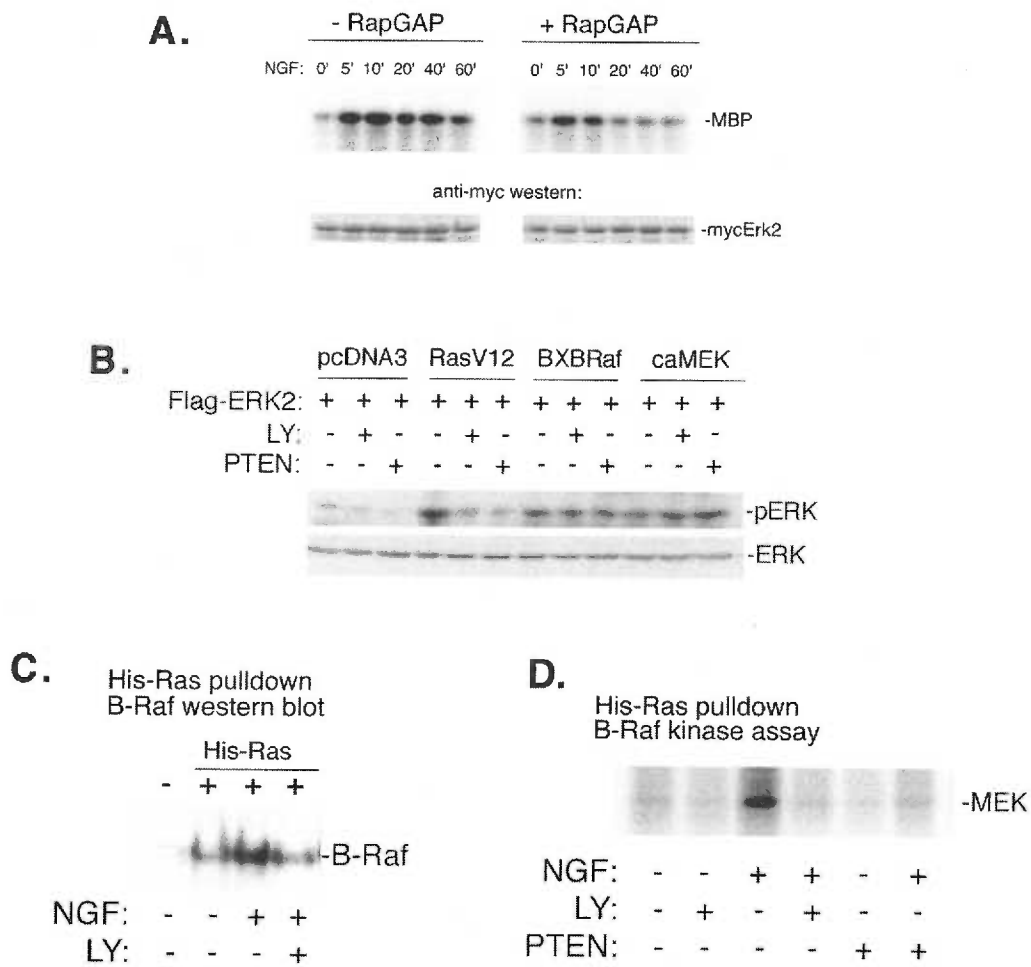 A.
- RapGAP + RapGAP
NGF: 0' 5' 10' 20' 40' 60' 0' 5' 10' 20' 40' 60'
-MBP
anti-myc western:
-mycErk2
B.
pcDNA3 RasV12 BXBRaf caMEK
Flag-ERK2: + + + + + + + + + + + +
LY: - + - - + - - + - - + -
PTEN: - - + - - + - - + - - +
-pERK
-ERK
C.
His-Ras pulldown
B-Raf western blot
His-Ras
- + + +
-B-Raf
NGF: - - + +
LY: - - - +
D.
His-Ras pulldown
B-Raf kinase assay
-MEK
NGF: - - + + - +
LY: - + - + - -
PTEN: - - - - + +